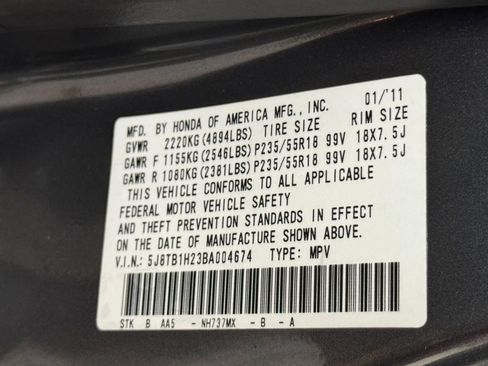 MFD. BY HONDA OF AMERICA MFG., INC. 01/'11
GVWR 2220KG(4894LBS) TIRE SIZE RIM SIZE
GAWR F 1155KG(2546LBS)P235/55R18 99V 18X7.5J
GAWR R 1080KG(2381LBS)P235/55R18 99V 18X7.5J
THIS VEHICLE CONFORMS TO ALL APPLICABLE
FEDERAL MOTOR VEHICLE SAFETY
AND THEFT PREVENTION STANDARDS IN EFFECT
ON THE DATE OF MANUFACTURE SHOWN ABOVE.
V.I.N.: 5J8TB1H23BA004674 TYPE: MPV
STK B AA5 - NH737MX - B - A